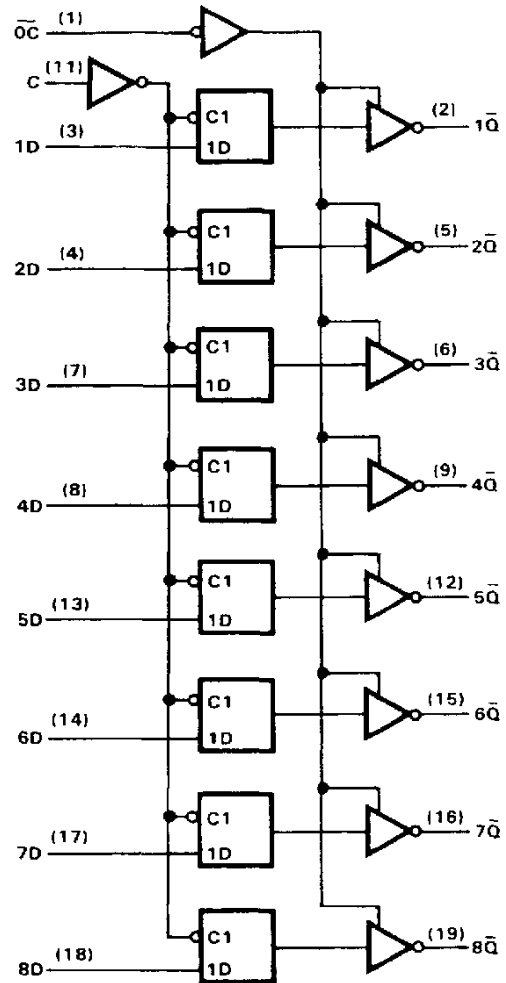 O̅C̅ (1)
C (11)
C1
1D (3) 1D (2) 1Q̅
C1
2D (4) 1D (5) 2Q̅
C1
3D (7) 1D (6) 3Q̅
C1
4D (8) 1D (9) 4Q̅
C1
5D (13) 1D (12) 5Q̅
C1
6D (14) 1D (15) 6Q̅
C1
7D (17) 1D (16) 7Q̅
C1
8D (18) 1D (19) 8Q̅